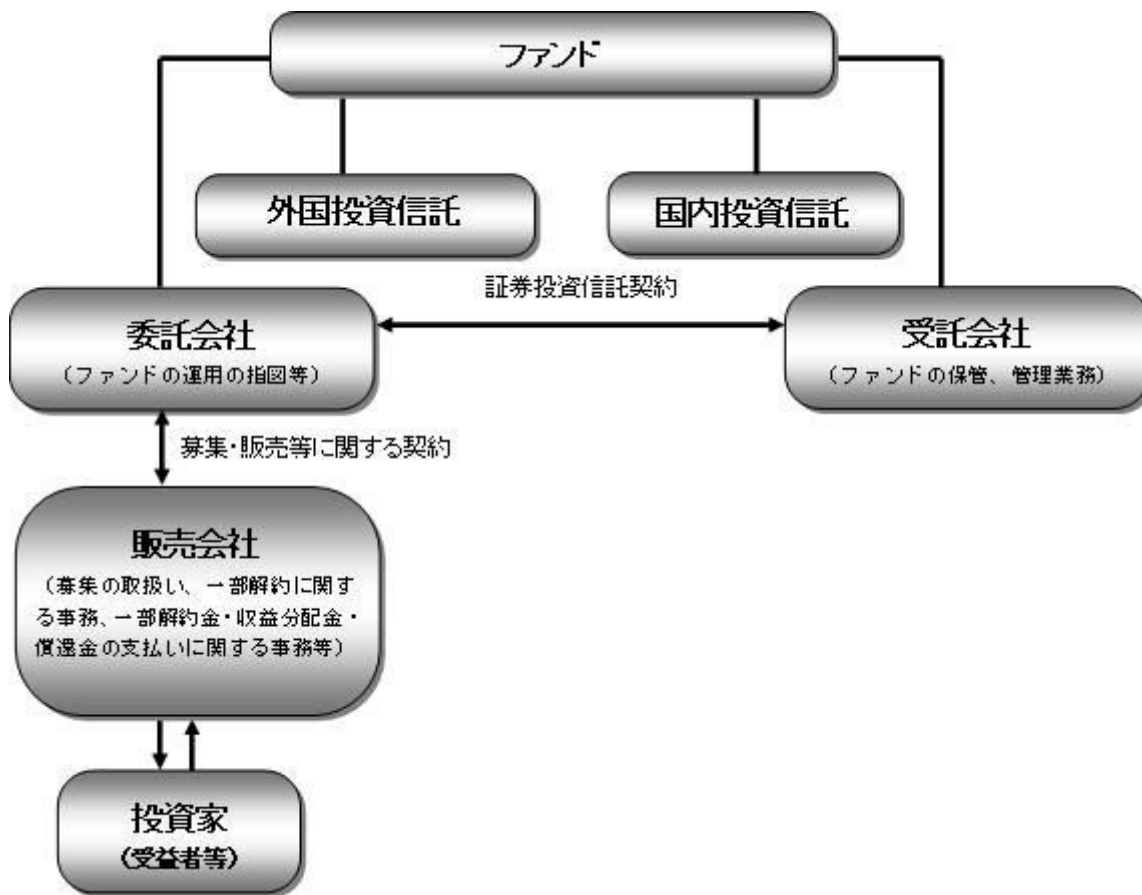 ファンド
外国投資信託
国内投資信託
証券投資信託契約
委託会社
（ファンドの運用の指図等）
受託会社
（ファンドの保管、管理業務）
募集・販売等に関する契約
販売会社
（募集の取扱い、一部解約に関す
る事務、一部解約金・収益分配金・
償還金の支払いに関する事務等）
投資家
（受益者等）